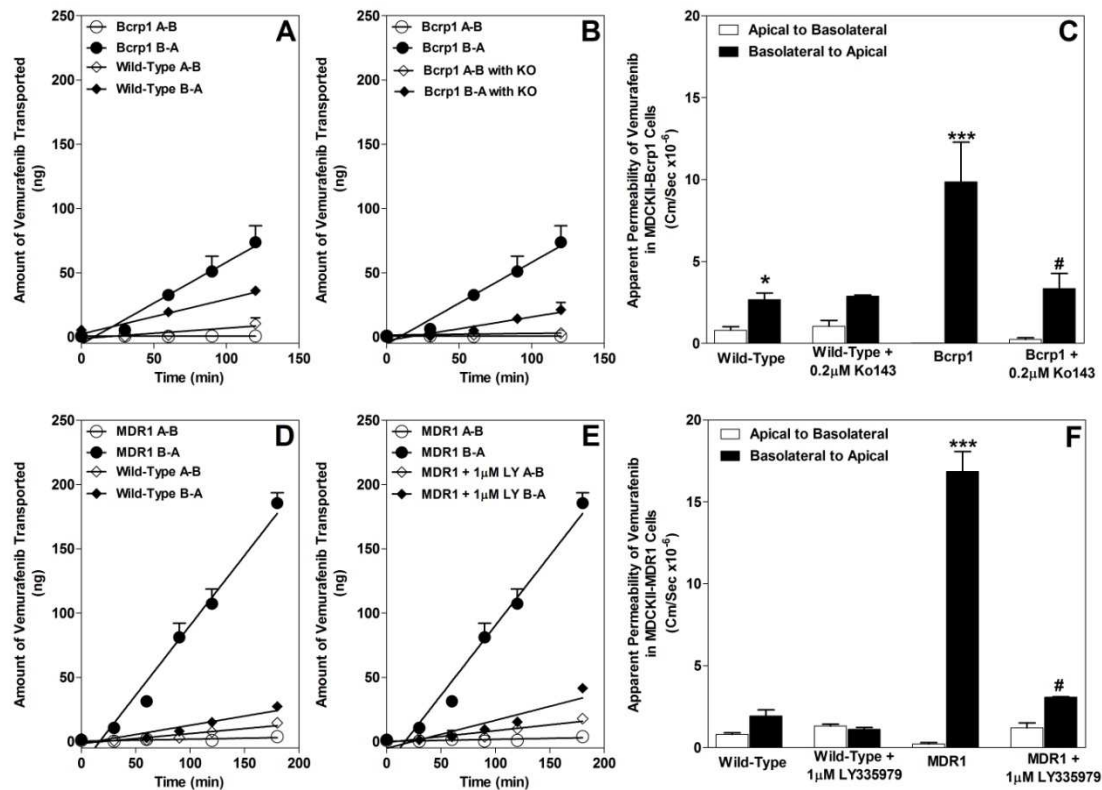 A
Bcrp1 A-B
Bcrp1 B-A
Wild-Type A-B
Wild-Type B-A
Amount of Vemurafenib Transported
(ng)
250
200
150
100
50
0
0 50 100 150
Time (min)
B
Bcrp1 A-B
Bcrp1 B-A
Bcrp1 A-B with KO
Bcrp1 B-A with KO
Amount of Vemurafenib Transported
(ng)
250
200
150
100
50
0
0 50 100 150
Time (min)
C
Apical to Basolateral
Basolateral to Apical
Apparent Permeability of Vemurafenib
in MDCKII-Bcrp1 Cells
(Cm/Sec x10-6)
20
15
10
5
0
*
***
#
Wild-Type
Wild-Type +
0.2μM Ko143
Bcrp1
Bcrp1 +
0.2μM Ko143
D
MDR1 A-B
MDR1 B-A
Wild-Type A-B
Wild-Type B-A
Amount of Vemurafenib Transported
(ng)
250
200
150
100
50
0
0 50 100 150 200
Time (min)
E
MDR1 A-B
MDR1 B-A
MDR1 + 1μM LY A-B
MDR1 + 1μM LY B-A
Amount of Vemurafenib Transported
(ng)
250
200
150
100
50
0
0 50 100 150 200
Time (min)
F
Apical to Basolateral
Basolateral to Apical
Apparent Permability of Vemurafenib
in MDCKII-MDR1 Cells
(Cm/Sec x10-6)
20
15
10
5
0
***
#
Wild-Type
Wild-Type +
1μM LY335979
MDR1
MDR1 +
1μM LY335979